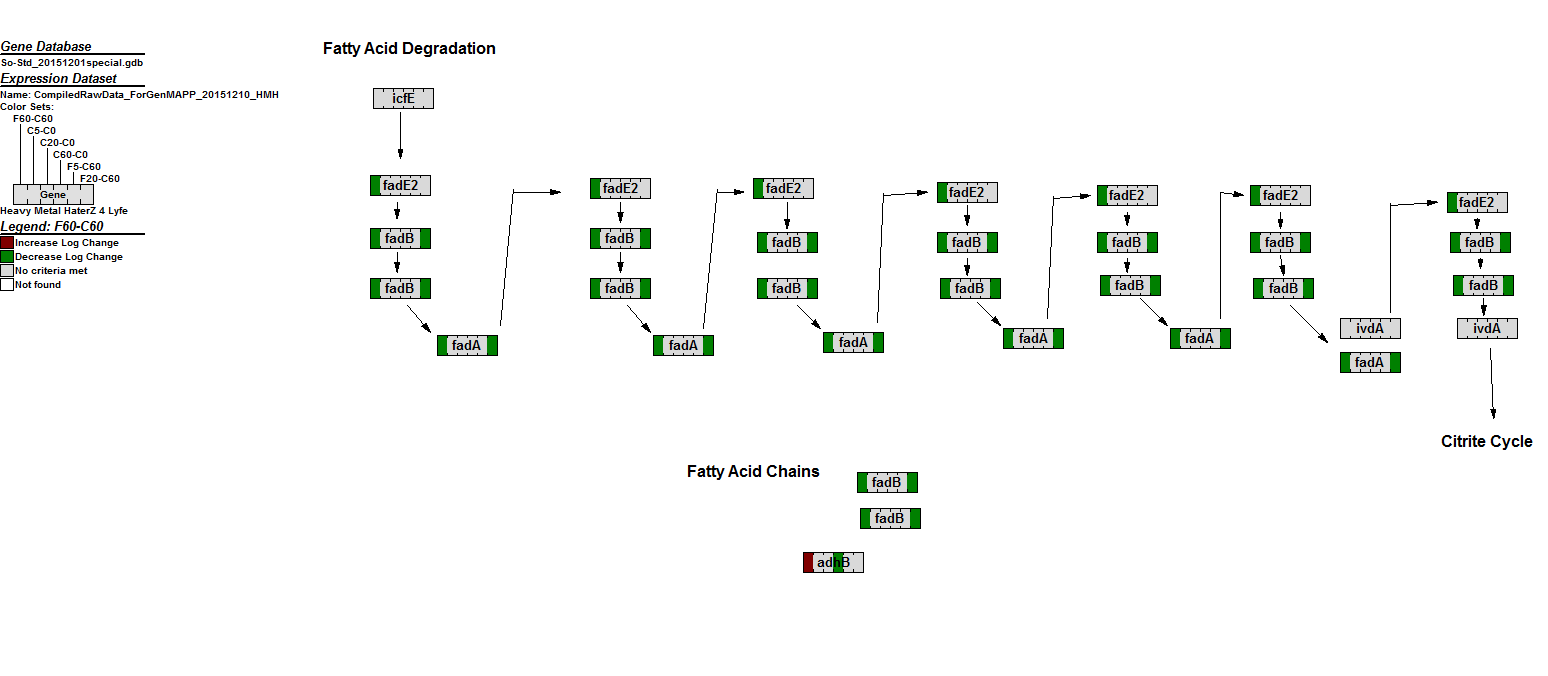 Gene Database
So-Std_20151201special.gdb
Expression Dataset
Name: CompiledRawData_ForGenMAPP_20151210_HMH
Color Sets:
F60-C60
C5-C0
C20-C0
C60-C0
F5-C60
F20-C60
Gene
Heavy Metal HaterZ 4 Lyfe
Legend: F60-C60
Increase Log Change
Decrease Log Change
No criteria met
Not found
Fatty Acid Degradation
icfE
fadE2
fadB
fadB
fadA
fadE2
fadB
fadB
fadA
fadE2
fadB
fadB
fadA
fadE2
fadB
fadB
fadA
fadE2
fadB
fadB
fadA
fadE2
fadB
fadB
ivdA
fadA
fadE2
fadB
fadB
ivdA
Citrite Cycle
Fatty Acid Chains
fadB
fadB
adhB